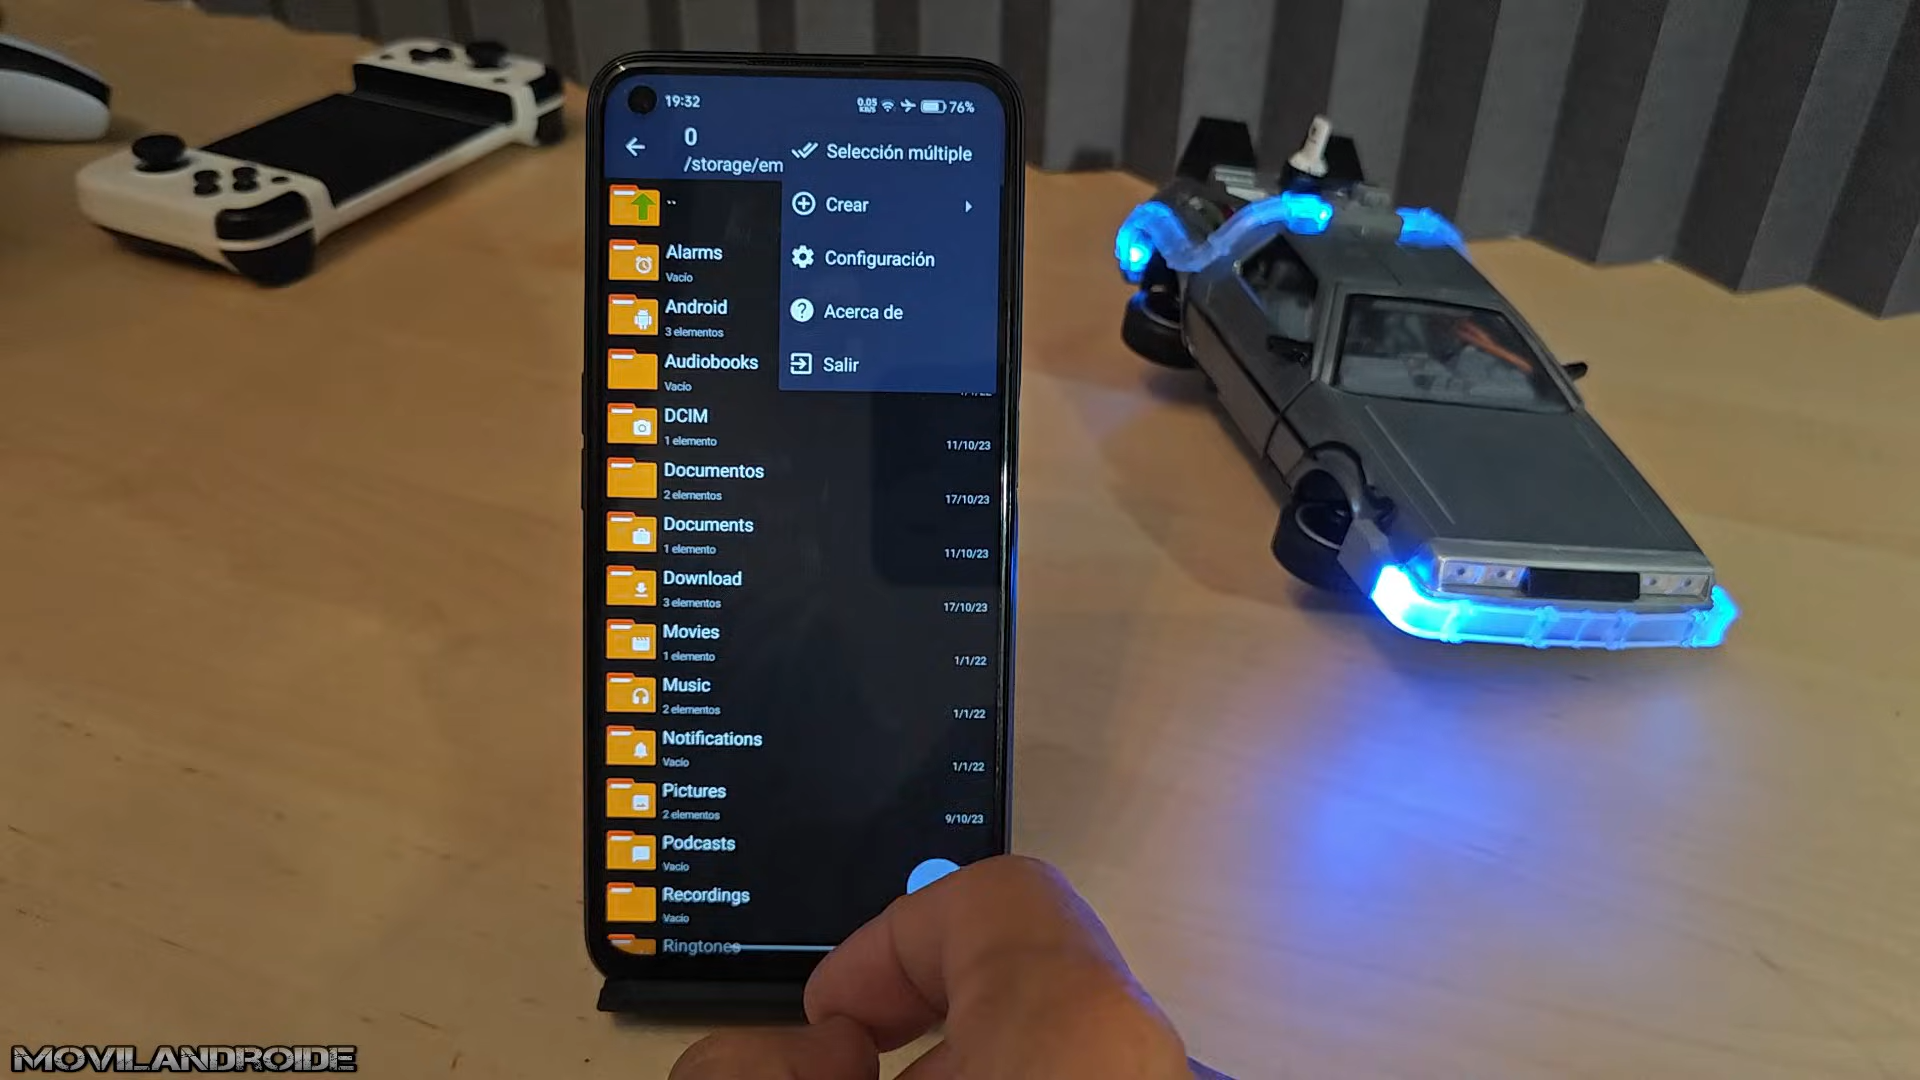 19:32
0.05
KB/S
76%
0
/storage/em
Selección múltiple
Crear
Configuración
Acerca de
Salir
..
Alarms
Vacío
Android
3 elementos
Audiobooks
Vacío
DCIM
1 elemento
11/10/23
Documentos
2 elementos
17/10/23
Documents
1 elemento
11/10/23
Download
3 elementos
17/10/23
Movies
1 elemento
1/1/22
Music
2 elementos
1/1/22
Notifications
Vacío
1/1/22
Pictures
2 elementos
9/10/23
Podcasts
Vacío
Recordings
Vacío
Ringtones
MOVILANDROIDE